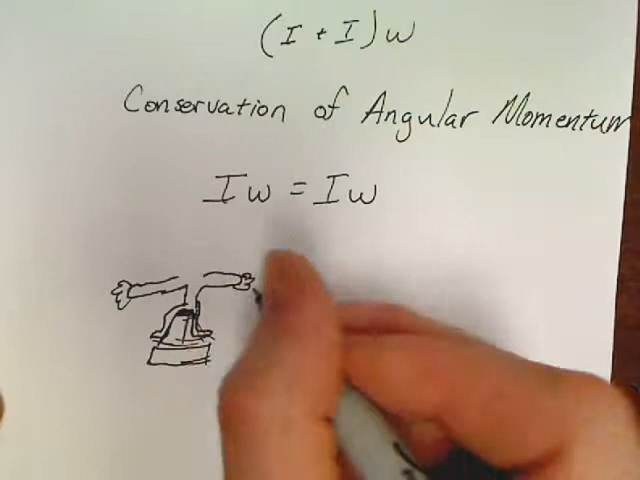 (I + I)ω
Conservation of Angular Momentum
Iω = Iω